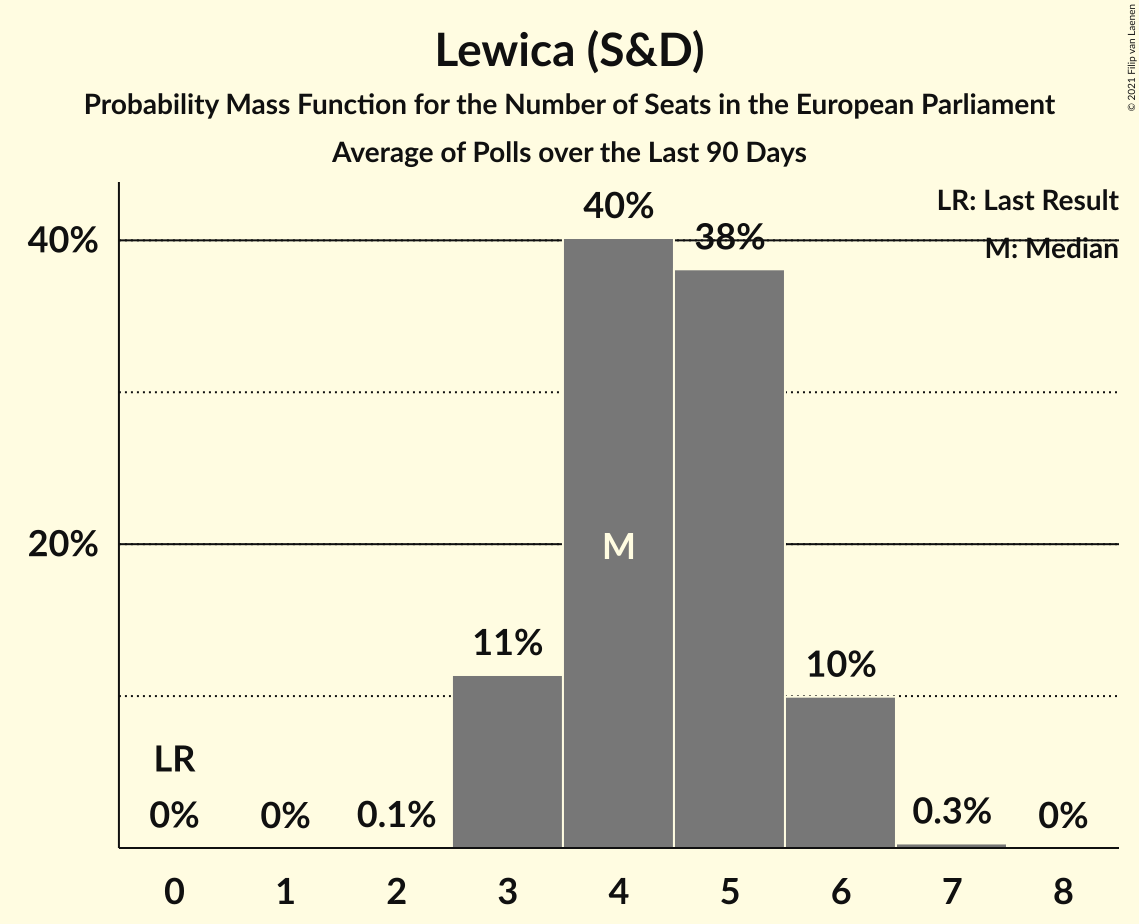 Lewica (S&D)
Probability Mass Function for the Number of Seats in the European Parliament
Average of Polls over the Last 90 Days
© 2021 Filip van Laenen
LR: Last Result
M: Median
40%
20%
LR
0%
0%
0.1%
11%
40%
M
38%
10%
0.3%
0%
0 1 2 3 4 5 6 7 8